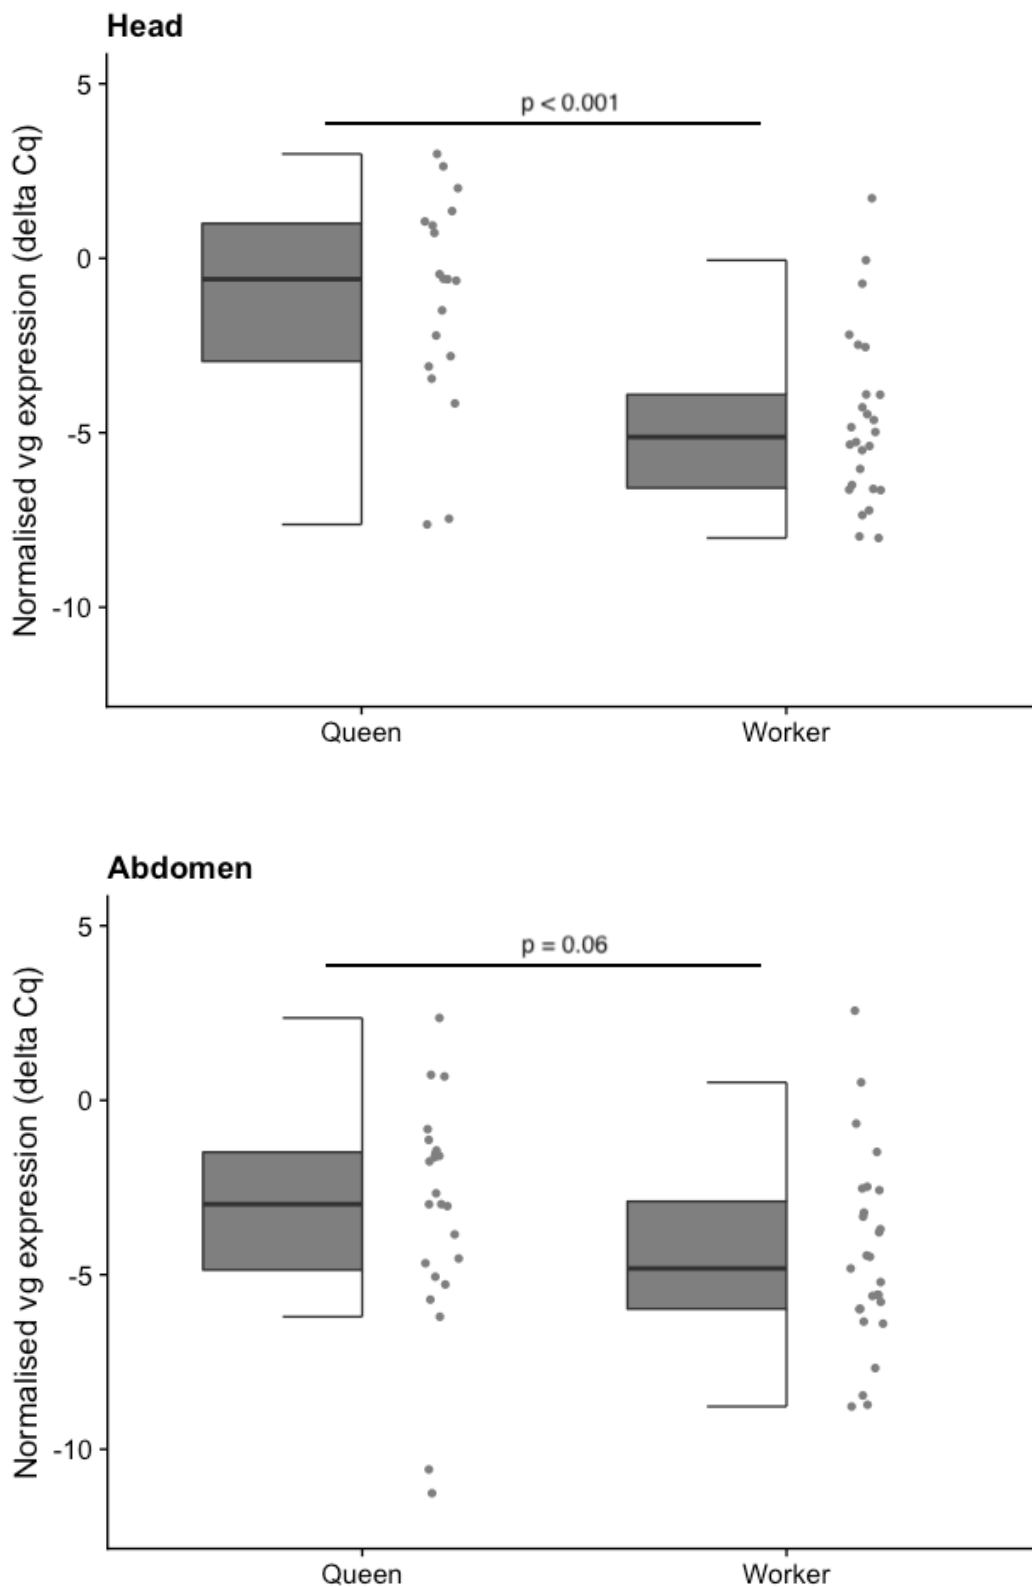 Head
Normalised vg expression (delta Cq)
5
0
-5
-10
p < 0.001
Queen
Worker
Abdomen
Normalised vg expression (delta Cq)
5
0
-5
-10
p = 0.06
Queen
Worker